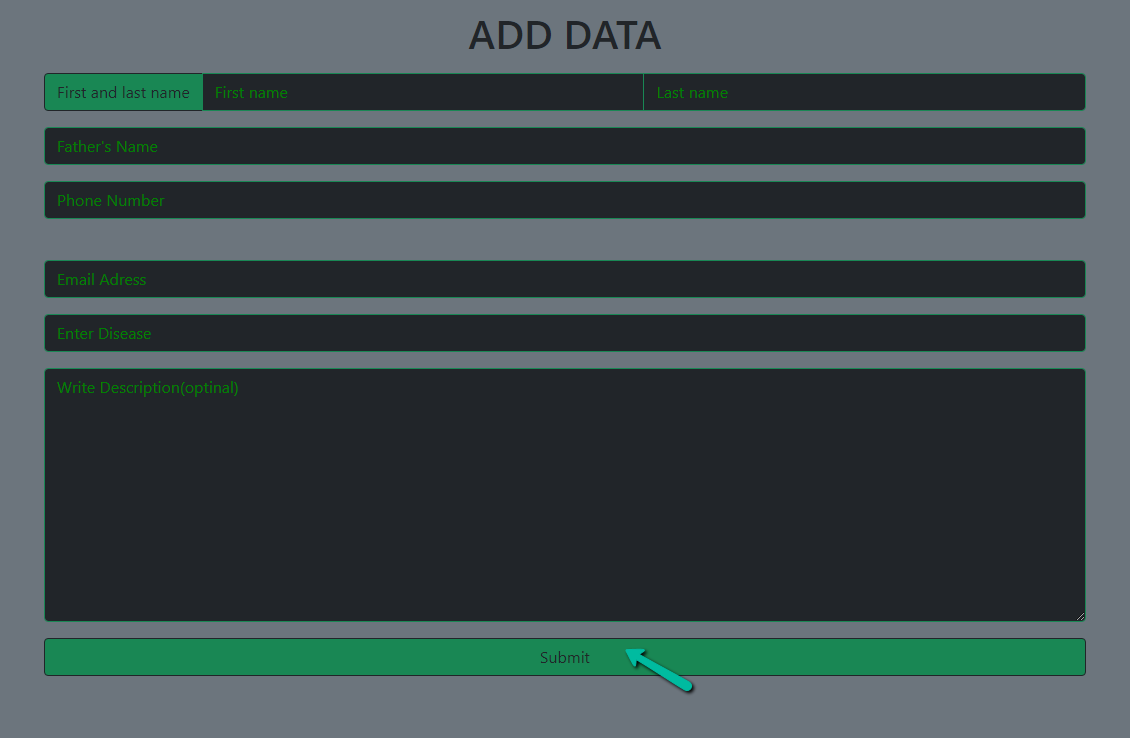 ADD DATA
First and last name First name Last name
Father's Name
Phone Number
Email Adress
Enter Disease
Write Description(optinal)
Submit